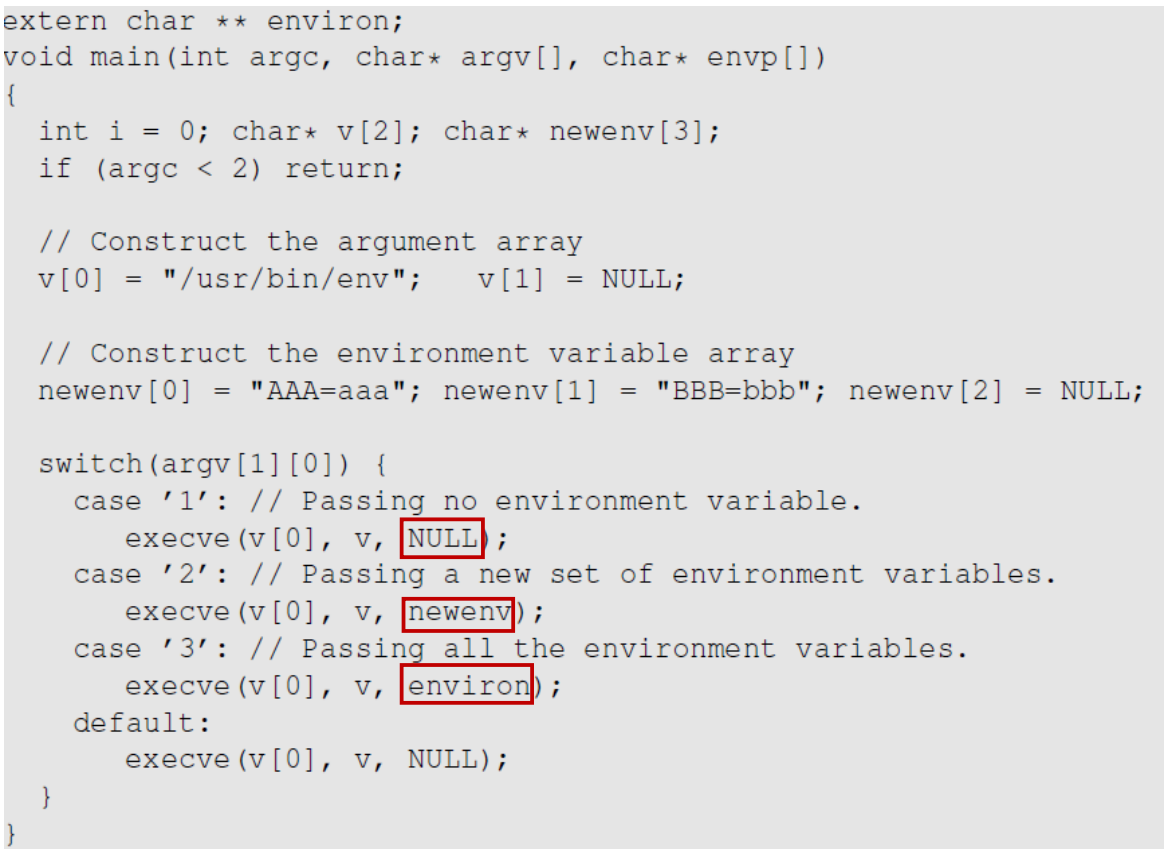 extern char ** environ;
void main(int argc, char* argv[], char* envp[])
{
  int i = 0; char* v[2]; char* newenv[3];
  if (argc < 2) return;

  // Construct the argument array
  v[0] = "/usr/bin/env";   v[1] = NULL;

  // Construct the environment variable array
  newenv[0] = "AAA=aaa"; newenv[1] = "BBB=bbb"; newenv[2] = NULL;

  switch(argv[1][0]) {
    case ’1’: // Passing no environment variable.
       execve(v[0], v, NULL);
    case ’2’: // Passing a new set of environment variables.
       execve(v[0], v, newenv);
    case ’3’: // Passing all the environment variables.
       execve(v[0], v, environ);
    default:
       execve(v[0], v, NULL);
  }
}